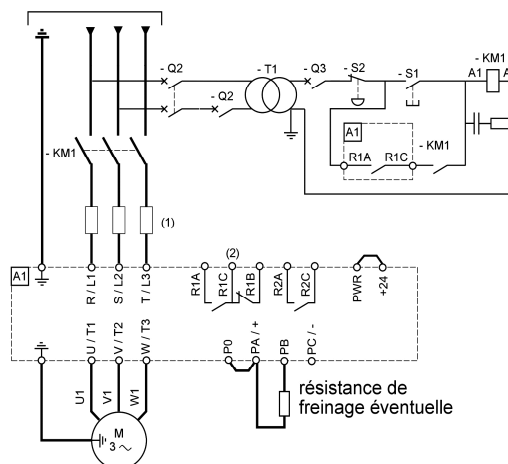 - Q2
- T1
- Q3
- S2
- S1
- KM1
A1
A
- Q2
A1
R1A
R1C
- KM1
- KM1
(1)
(2)
A1
R / L1
S / L2
T / L3
R1A
R1C
R1B
R2A
R2C
PWR
+24
U / T1
V / T2
W / T3
P0
PA / +
PB
PC / -
U1
V1
W1
M
3 ~
résistance de
freinage éventuelle